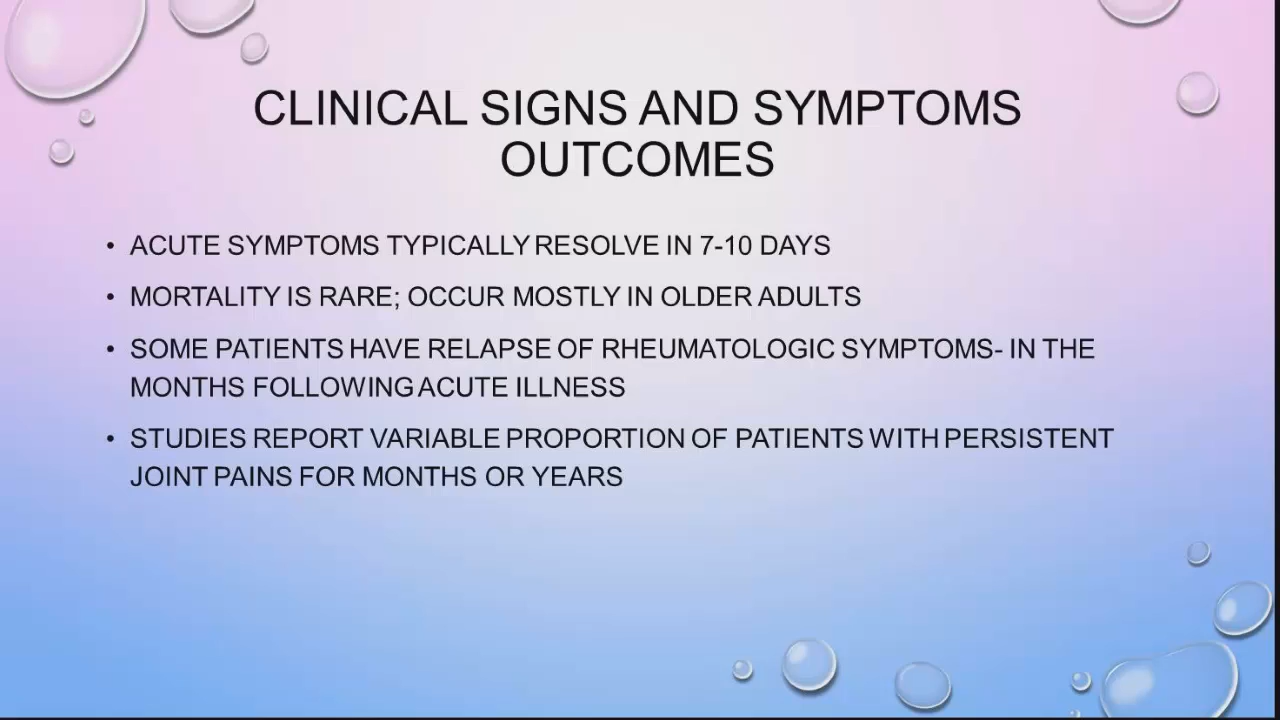 CLINICAL SIGNS AND SYMPTOMS
OUTCOMES
• ACUTE SYMPTOMS TYPICALLY RESOLVE IN 7-10 DAYS
• MORTALITY IS RARE; OCCUR MOSTLY IN OLDER ADULTS
• SOME PATIENTS HAVE RELAPSE OF RHEUMATOLOGIC SYMPTOMS- IN THE
MONTHS FOLLOWING ACUTE ILLNESS
• STUDIES REPORT VARIABLE PROPORTION OF PATIENTS WITH PERSISTENT
JOINT PAINS FOR MONTHS OR YEARS